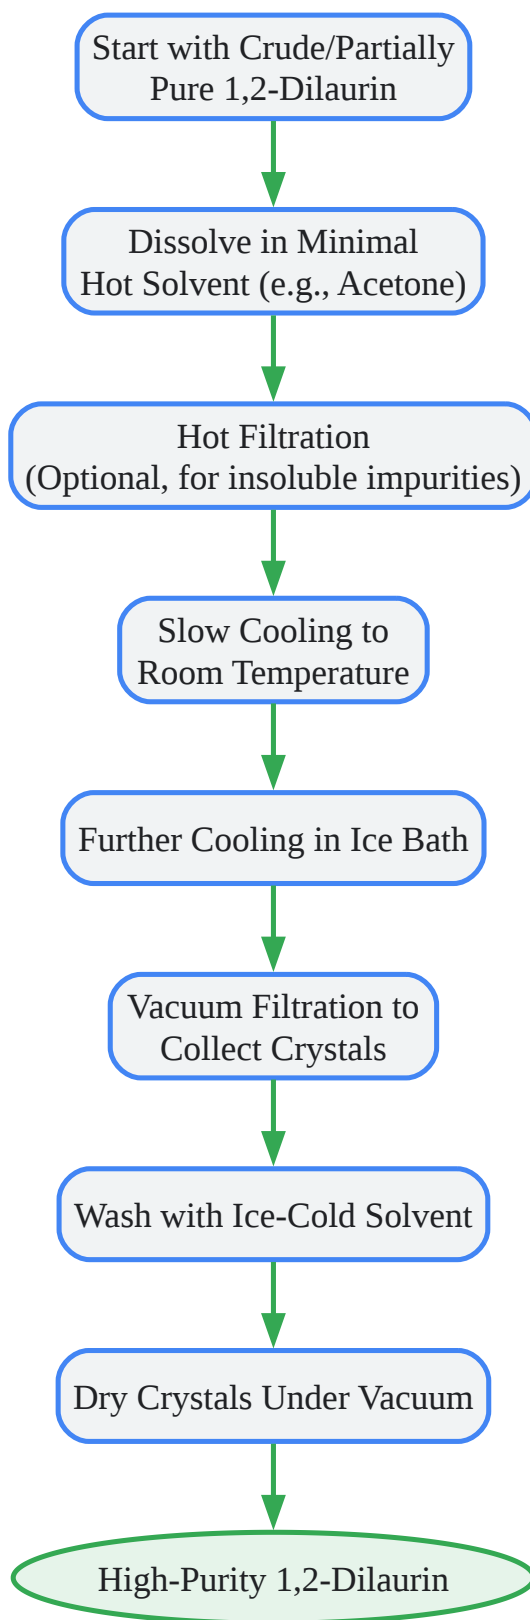 Start with Crude/Partially
Pure 1,2-Dilaurin
Dissolve in Minimal
Hot Solvent (e.g., Acetone)
Hot Filtration
(Optional, for insoluble impurities)
Slow Cooling to
Room Temperature
Further Cooling in Ice Bath
Vacuum Filtration to
Collect Crystals
Wash with Ice-Cold Solvent
Dry Crystals Under Vacuum
High-Purity 1,2-Dilaurin